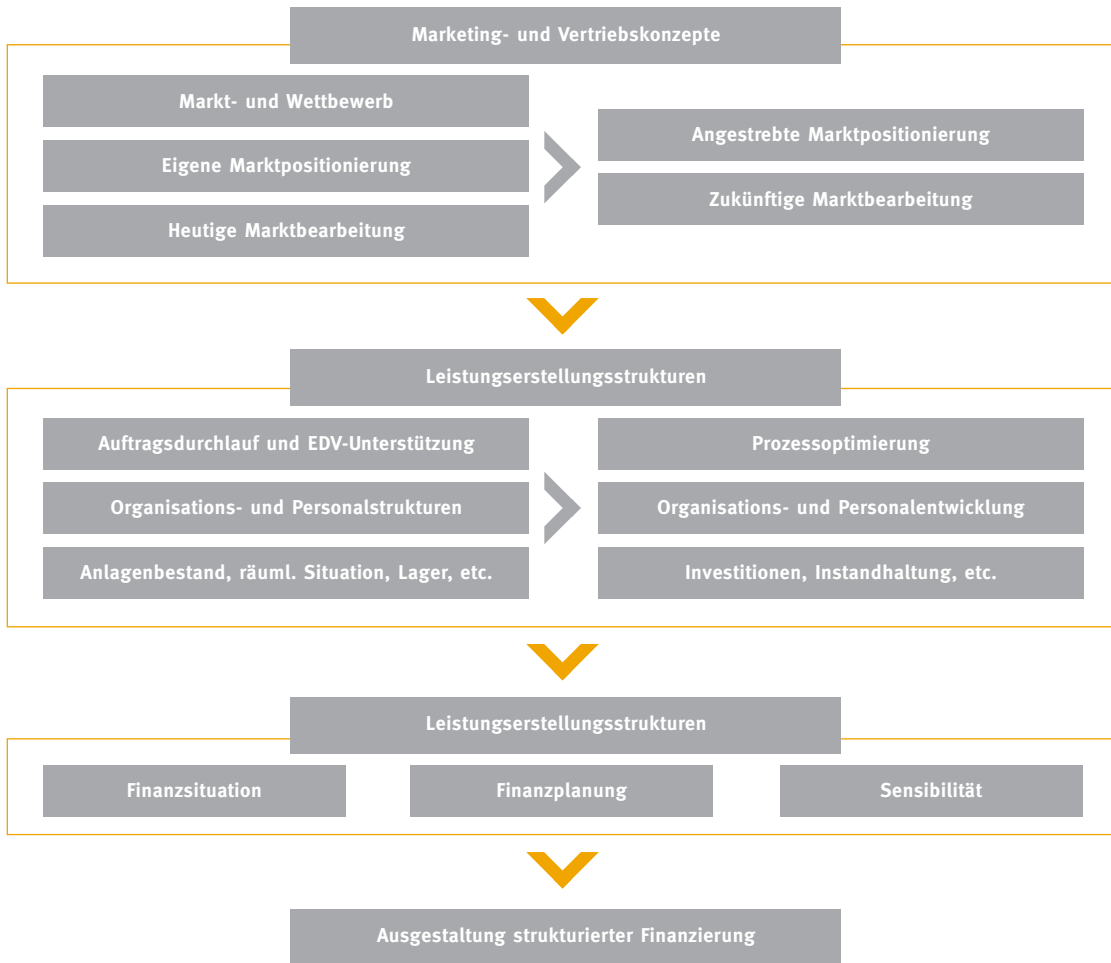 Marketing- und Vertriebskonzepte
Markt- und Wettbewerb
Eigene Marktpositionierung
Heutige Marktbearbeitung
Angestrebte Marktpositionierung
Zukünftige Marktbearbeitung
Leistungserstellungsstrukturen
Auftragsdurchlauf und EDV-Unterstützung
Organisations- und Personalstrukturen
Anlagenbestand, räuml. Situation, Lager, etc.
Prozessoptimierung
Organisations- und Personalentwicklung
Investitionen, Instandhaltung, etc.
Leistungserstellungsstrukturen
Finanzsituation
Finanzplanung
Sensibilität
Ausgestaltung strukturierter Finanzierung